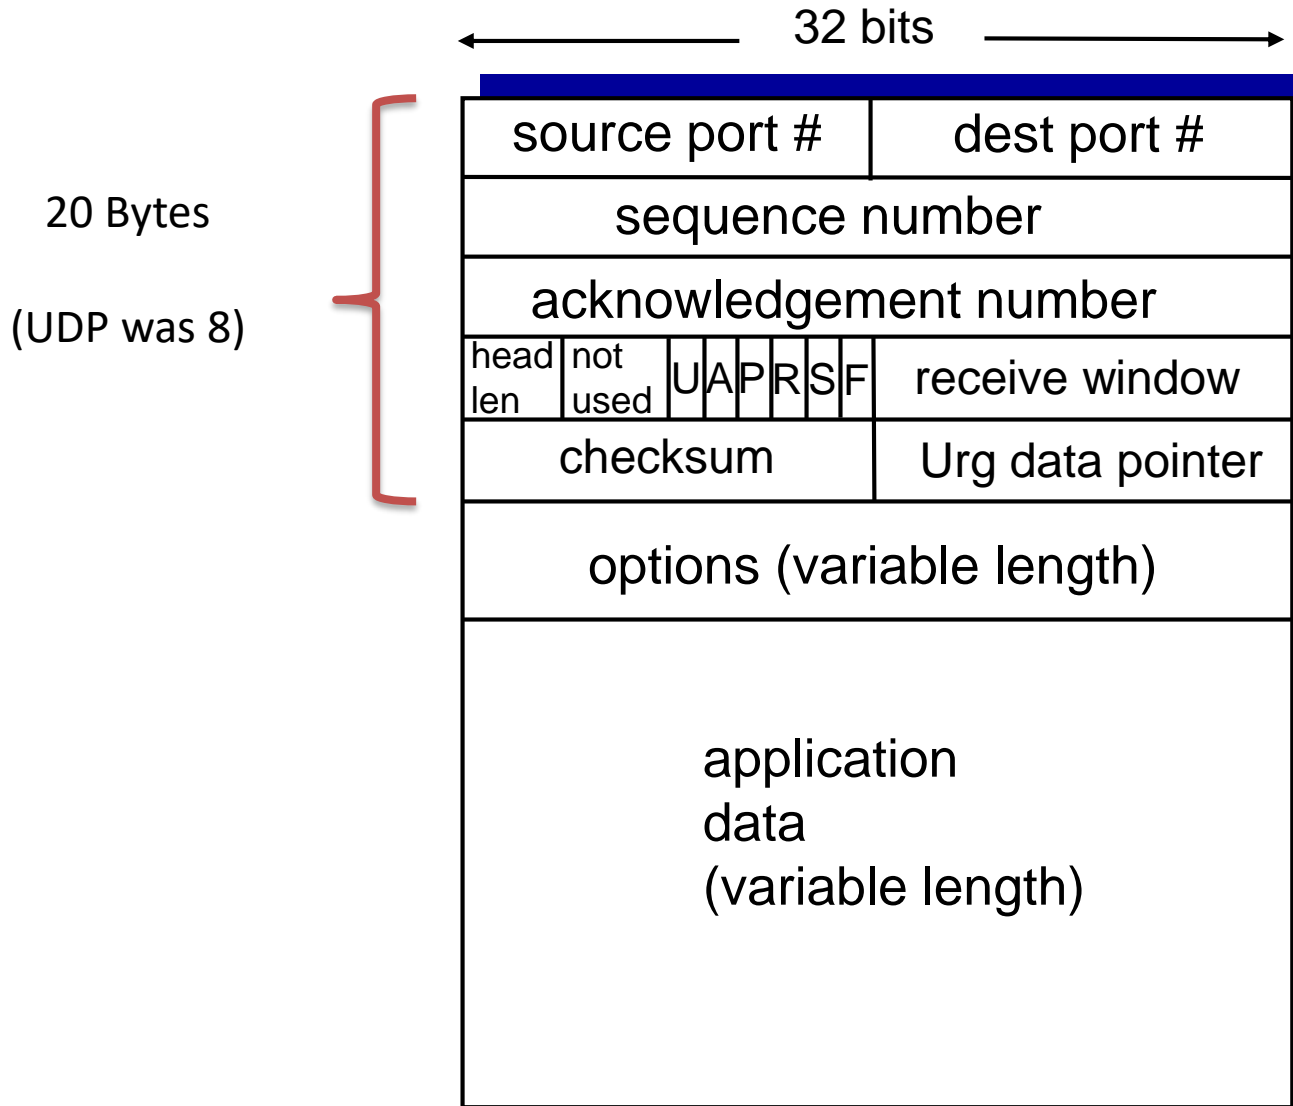 32 bits
source port #
dest port #
20 Bytes
sequence number
(UDP was 8)
acknowledgement number
head
len
not
used
U
A
P
R
S
F
receive window
checksum
Urg data pointer
options (variable length)
application
data
(variable length)